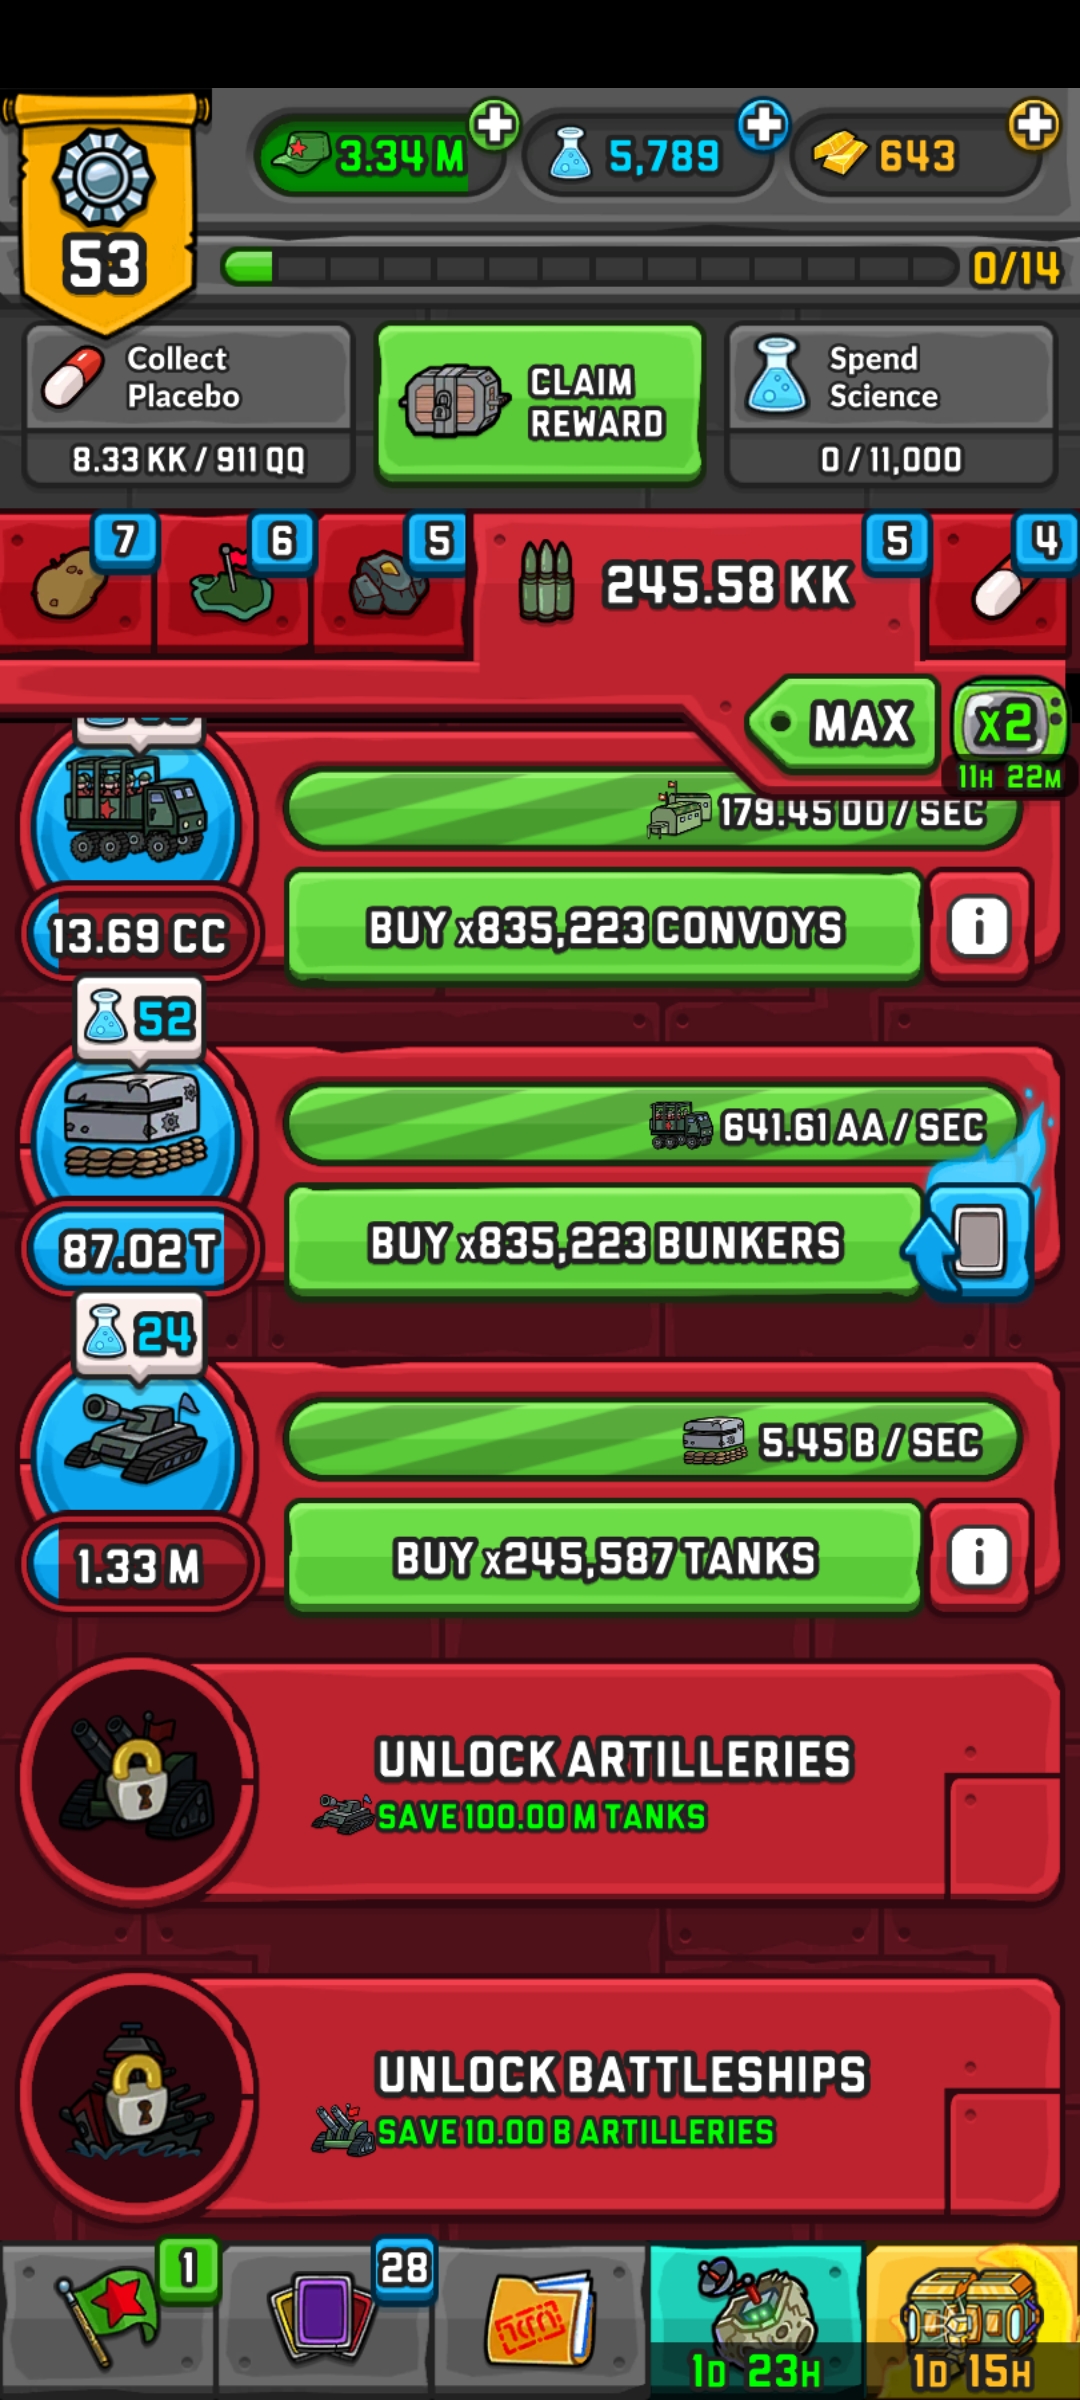 3.34 M
5,789
643
53
0/14
Collect
Placebo
8.33 KK / 911 QQ
CLAIM
REWARD
Spend
Science
0 / 11,000
7
6
5
245.58 KK
5
4
MAX
x2
11H 22M
179.45 DD / SEC
BUY x835,223 CONVOYS
i
13.69 CC
52
641.61 AA / SEC
BUY x835,223 BUNKERS
87.02 T
24
5.45 B / SEC
BUY x245,587 TANKS
i
1.33 M
UNLOCK ARTILLERIES
SAVE 100.00 M TANKS
UNLOCK BATTLESHIPS
SAVE 10.00 B ARTILLERIES
1
28
1D 23H
1D 15H